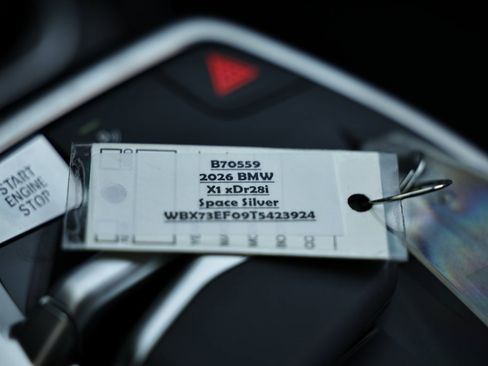 B70559
2026 BMW
X1 xDr28i
Space Silver
WBX73EF09T5423924
START
ENGINE
STOP